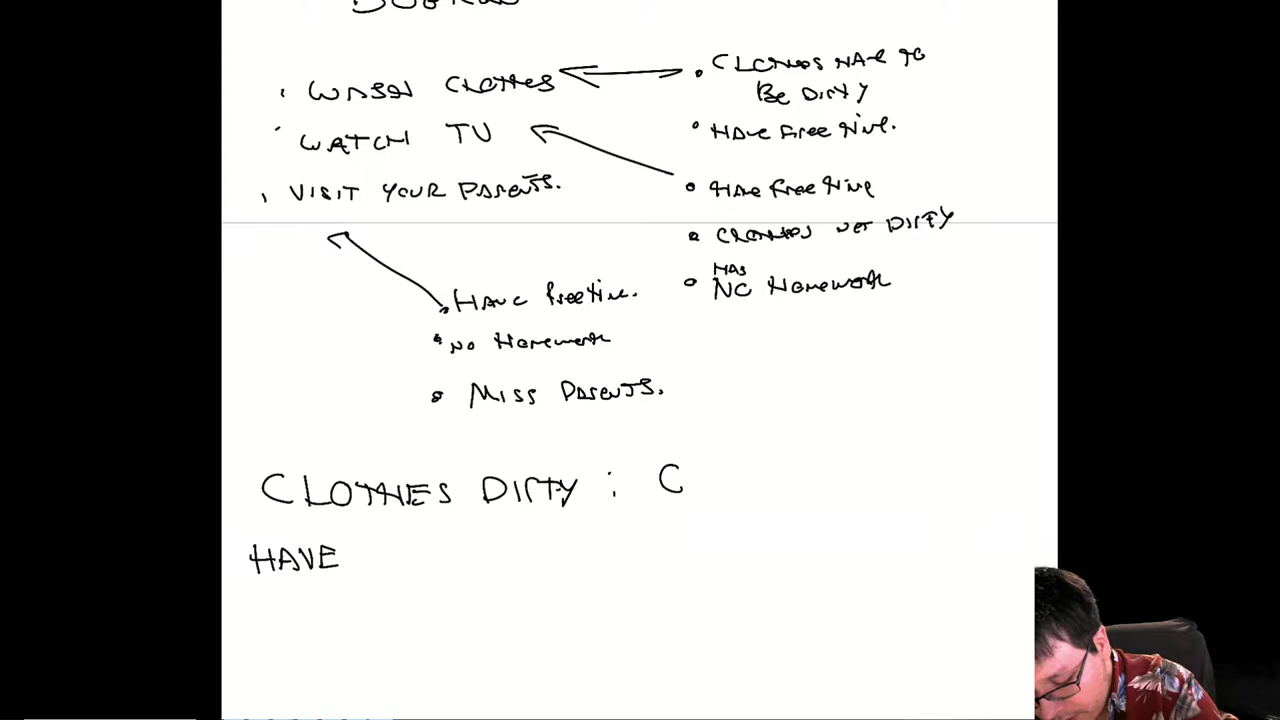 • WASH CLOTHES
• WATCH TV
• VISIT YOUR PARENTS.
• CLOTHES HAVE TO
BE DIRTY
• HAVE FREE TIME.
• HAVE FREE TIME
• CLOTHES NOT DIRTY
HAS
• NO HOMEWORK
• HAVE FREE TIME.
• NO HOMEWORK
• MISS PARENTS.
CLOTHES DIRTY : C
HAVE